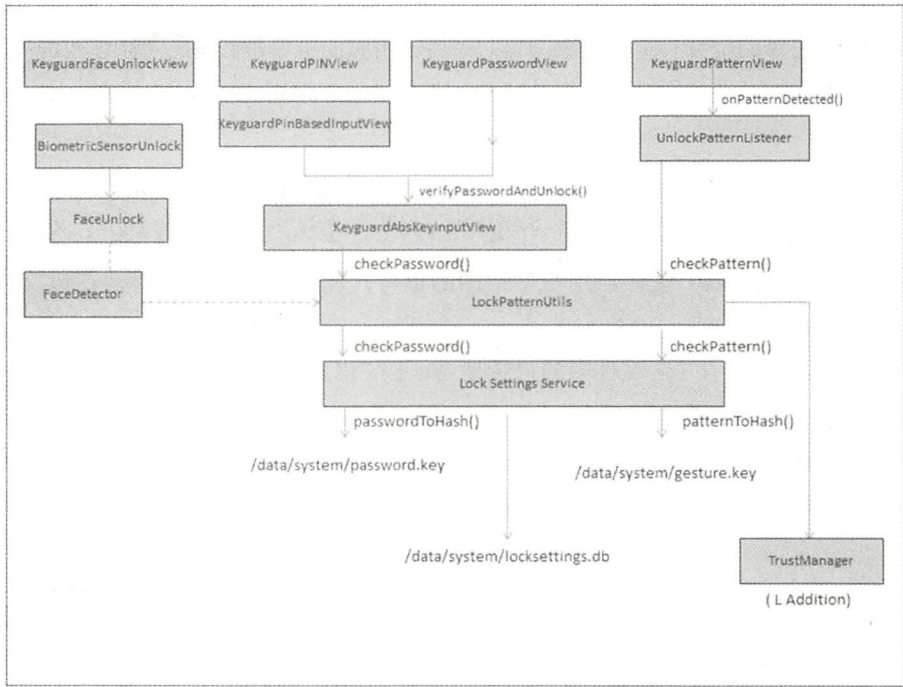 KeyguardFaceUnlockView
KeyguardPINView
KeyguardPasswordView
KeyguardPatternView
onPatternDetected()
KeyguardPinBasedInputView
UnlockPatternListener
BiometricSensorUnlock
verifyPasswordAndUnlock()
FaceUnlock
KeyguardAbsKeyInputView
checkPassword()
checkPattern()
FaceDetector
LockPatternUtils
checkPassword()
checkPattern()
Lock Settings Service
passwordToHash()
patternToHash()
/data/system/password.key
/data/system/gesture.key
/data/system/locksettings.db
TrustManager
( L Addition)